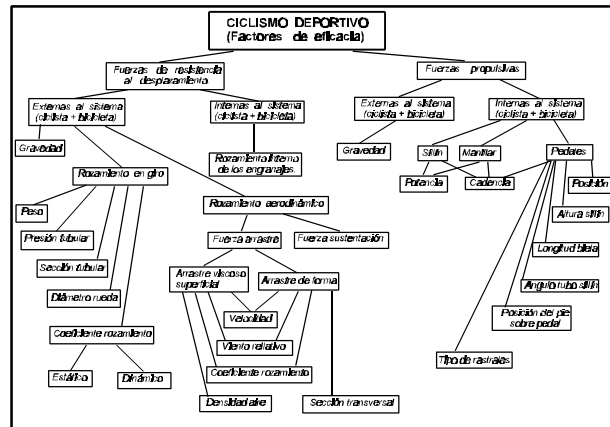 CICLISMO DEPORTIVO
(Factores de eficacia)
Fuerzas de resistencia
al desplazamiento
Fuerzas propulsivas
Externas al sistema
(ciclista + bicicleta)
Internas al sistema
(ciclista + bicicleta)
Externas al sistema
(ciclista + bicicleta)
Internas al sistema
(ciclista + bicicleta)
Gravedad
Rozamiento interno
de los engranajes.
Gravedad
Sillín
Manillar
Pedales
Rozamiento en giro
Potencia
Cadencia
Posición
Peso
Rozamiento aerodinámico
Altura sillín
Presión tubular
Fuerza arrastre
Fuerza sustentación
Longitud biela
Sección tubular
Arrastre viscoso
superficial
Arrastre de forma
Angulo tubo sillín
Diámetro rueda
Velocidad
Posición del pie
sobre pedal
Coeficiente rozamiento
Viento relativo
Tipo de rastrales
Estático
Dinámico
Coeficiente rozamiento
Densidad aire
Sección transversal